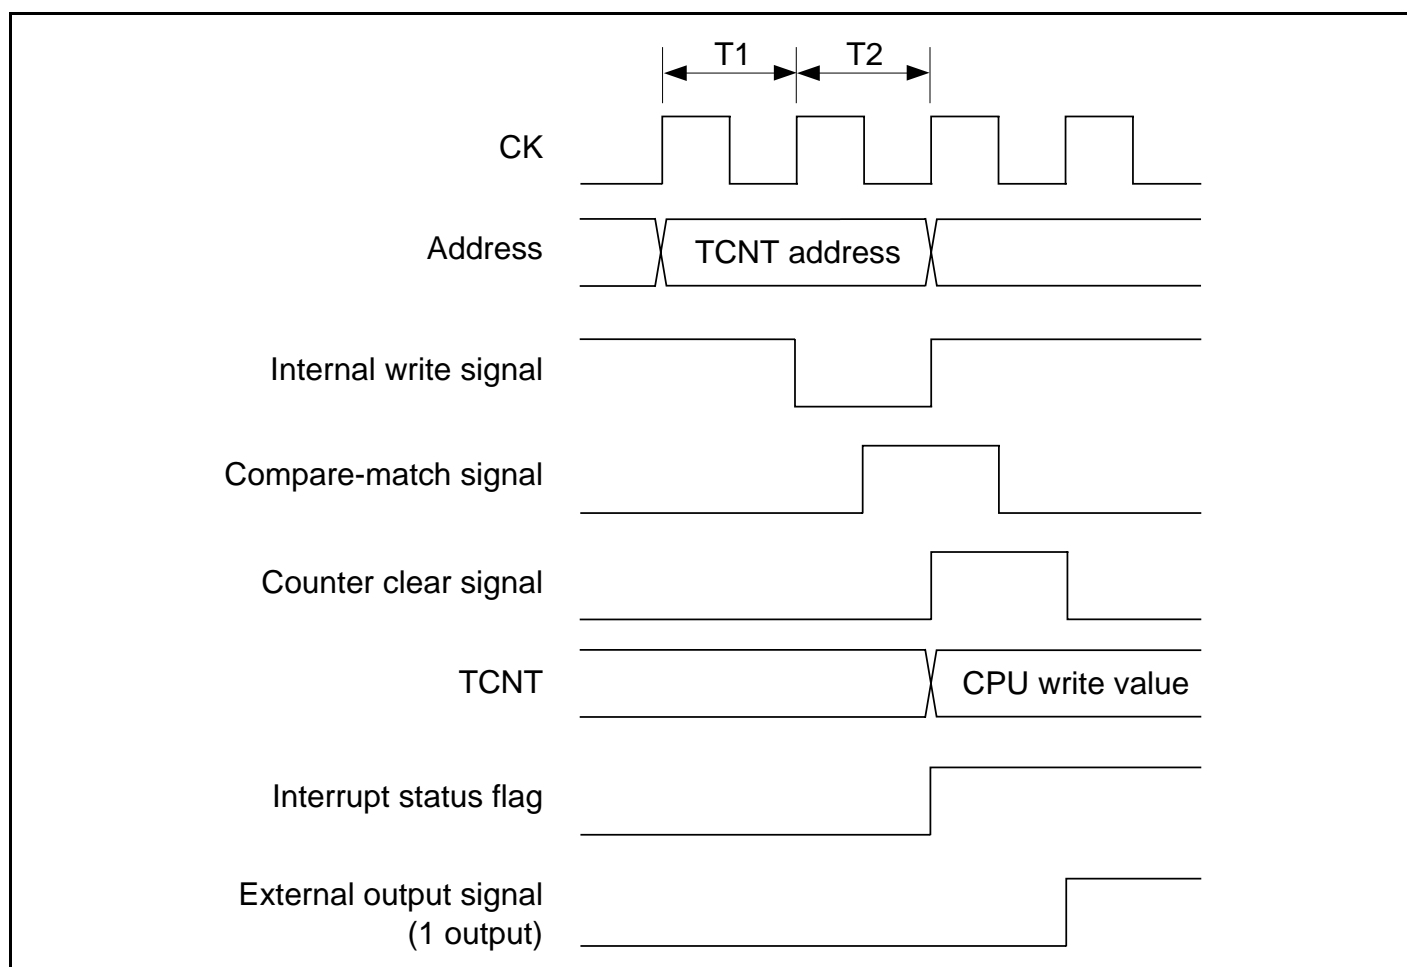 T1 T2
CK
Address TCNT address
Internal write signal
Compare-match signal
Counter clear signal
TCNT CPU write value
Interrupt status flag
External output signal
(1 output)